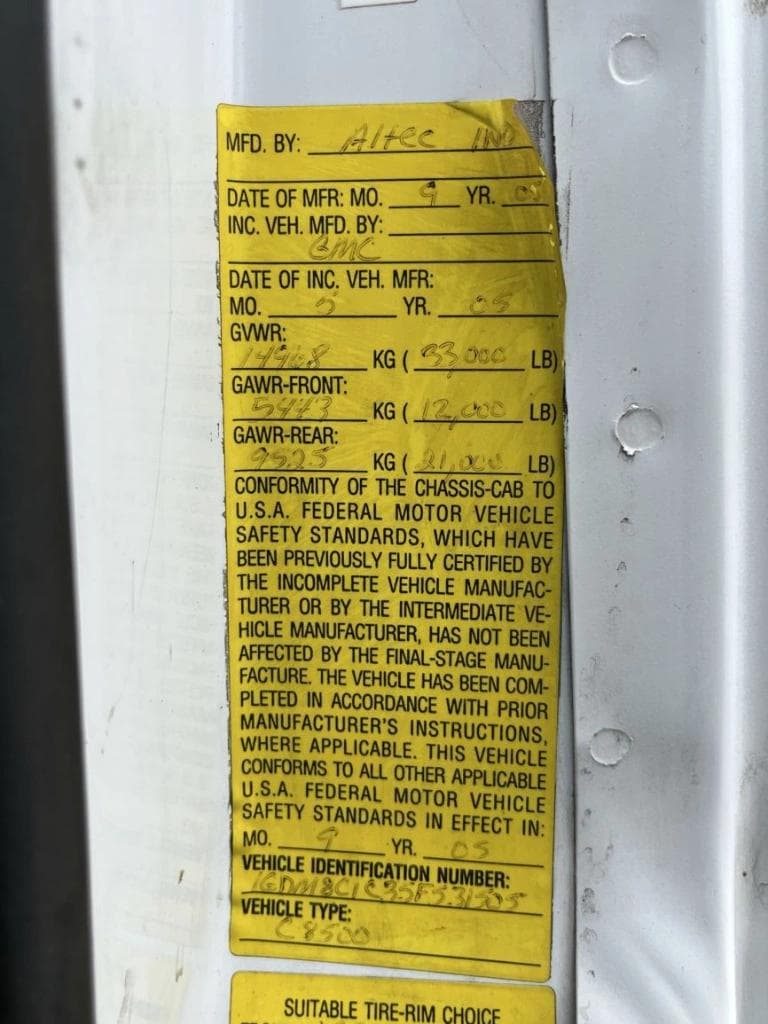 MFD. BY: Altec IND
DATE OF MFR: MO. 9 YR. 05
INC. VEH. MFD. BY:
GMC
DATE OF INC. VEH. MFR:
MO. 5 YR. 05
GVWR:
14968 KG ( 33,000 LB)
GAWR-FRONT:
5443 KG ( 12,000 LB)
GAWR-REAR:
9525 KG ( 21,000 LB)
CONFORMITY OF THE CHASSIS-CAB TO
U.S.A. FEDERAL MOTOR VEHICLE
SAFETY STANDARDS, WHICH HAVE
BEEN PREVIOUSLY FULLY CERTIFIED BY
THE INCOMPLETE VEHICLE MANUFAC-
TURER OR BY THE INTERMEDIATE VE-
HICLE MANUFACTURER, HAS NOT BEEN
AFFECTED BY THE FINAL-STAGE MANU-
FACTURE. THE VEHICLE HAS BEEN COM-
PLETED IN ACCORDANCE WITH PRIOR
MANUFACTURER'S INSTRUCTIONS,
WHERE APPLICABLE. THIS VEHICLE
CONFORMS TO ALL OTHER APPLICABLE
U.S.A. FEDERAL MOTOR VEHICLE
SAFETY STANDARDS IN EFFECT IN:
MO. 9 YR. 05
VEHICLE IDENTIFICATION NUMBER:
1GDM8C1C35F531505
VEHICLE TYPE:
C8500
SUITABLE TIRE-RIM CHOICE